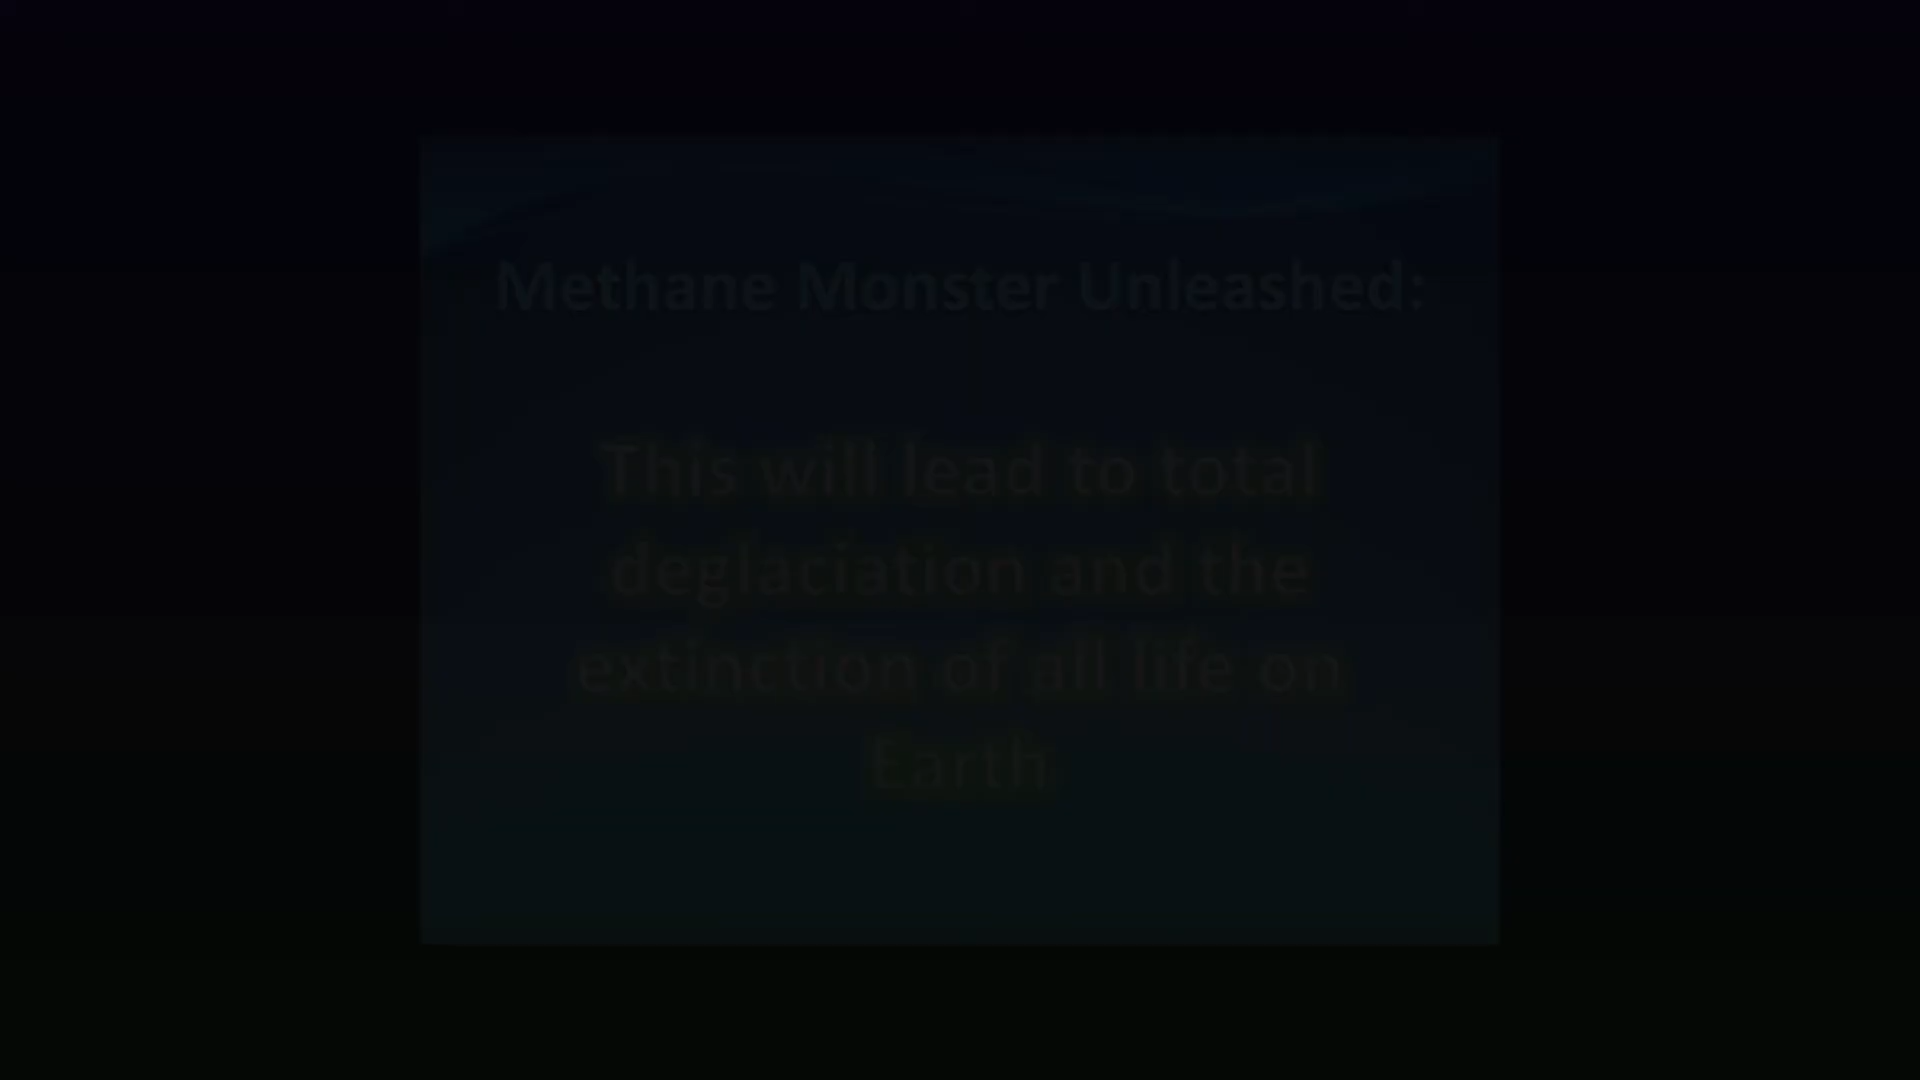 Methane Monster Unleashed:
This will lead to total
deglaciation and the
extinction of all life on
Earth